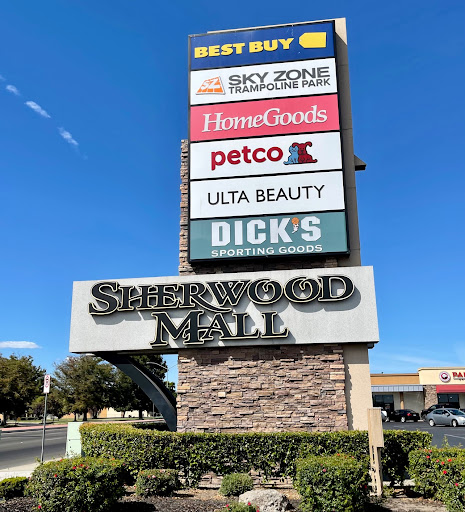 BEST BUY
SKY ZONE
TRAMPOLINE PARK
HomeGoods
petco
ULTA BEAUTY
DICK'S
SPORTING GOODS
SHERWOOD
MALL